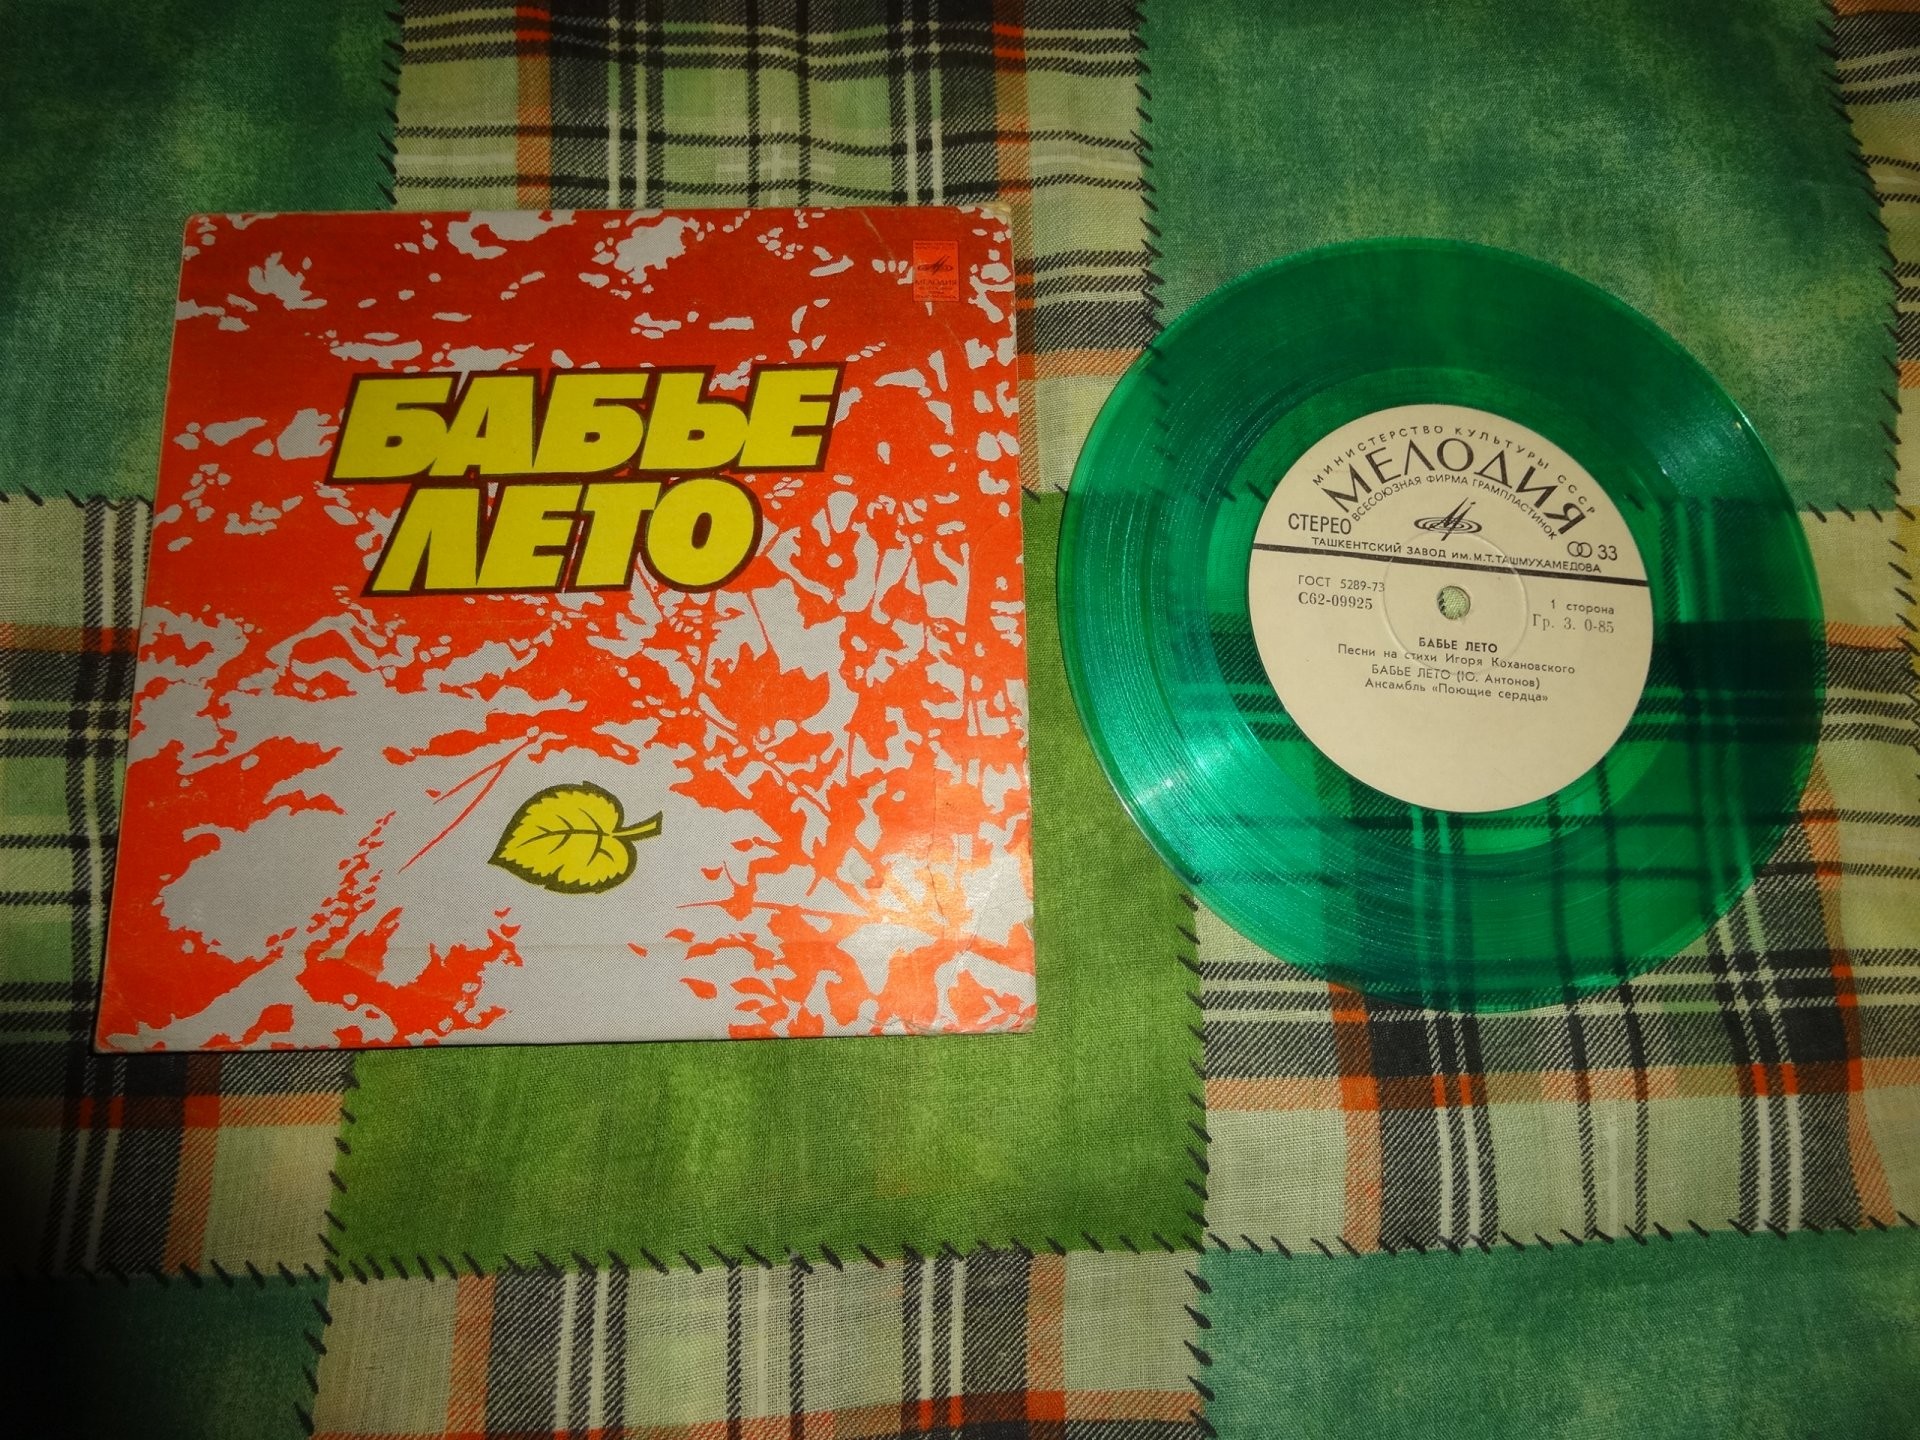 БАБЬЕ
ЛЕТО
МЕЛОДИЯ
МИНИСТЕРСТВО КУЛЬТУРЫ СССР
МЕЛОДИЯ
ВСЕСОЮЗНАЯ ФИРМА ГРАМПЛАСТИНОК
СТЕРЕО
33
ТАШКЕНТСКИЙ ЗАВОД ИМ. М.Т. ТАШМУХАМЕДОВА
ГОСТ 5289-73
С62-09925
1 сторона
Гр. 3. 0-85
БАБЬЕ ЛЕТО
Песни на стихи Игоря Кохановского
БАБЬЕ ЛЕТО (Ю. Антонов)
Ансамбль «Поющие сердца»